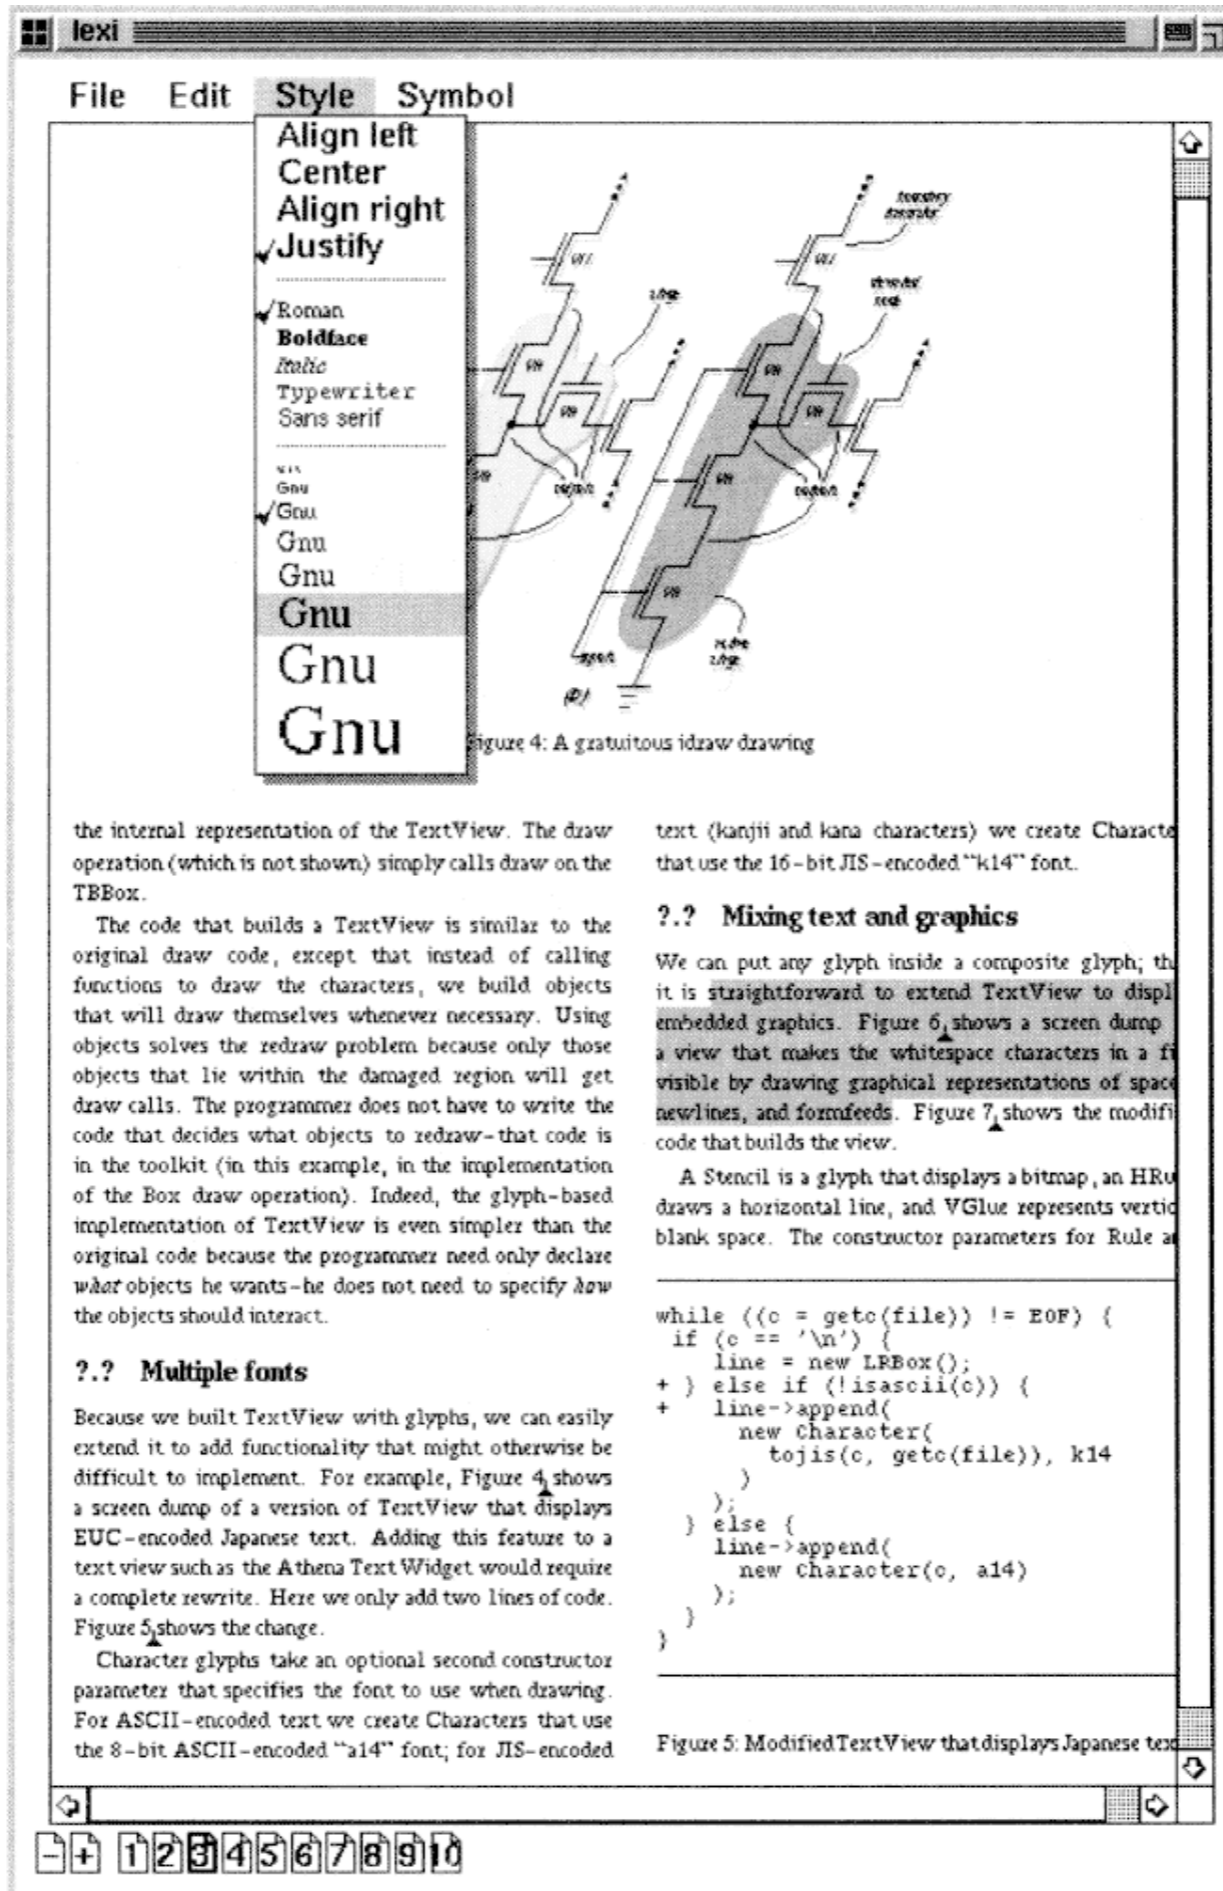 lexi
File Edit Style Symbol
Align left
Center
Align right
Justify
Roman
Boldface
Italic
Typewriter
Sans serif
Gnu
Gnu
Gnu
Gnu
Gnu
Gnu
Gnu
igure 4: A gratuitous idraw drawing
the internal representation of the TextView. The draw
operation (which is not shown) simply calls draw on the
TBBox.
The code that builds a TextView is similar to the
original draw code, except that instead of calling
functions to draw the characters, we build objects
that will draw themselves whenever necessary. Using
objects solves the redraw problem because only those
objects that lie within the damaged region will get
draw calls. The programmer does not have to write the
code that decides what objects to redraw-that code is
in the toolkit (in this example, in the implementation
of the Box draw operation). Indeed, the glyph-based
implementation of TextView is even simpler than the
original code because the programmer need only declare
what objects he wants-he does not need to specify how
the objects should interact.
?.? Multiple fonts
Because we built TextView with glyphs, we can easily
extend it to add functionality that might otherwise be
difficult to implement. For example, Figure 4 shows
a screen dump of a version of TextView that displays
EUC-encoded Japanese text. Adding this feature to a
text view such as the Athena Text Widget would require
a complete rewrite. Here we only add two lines of code.
Figure 5 shows the change.
Character glyphs take an optional second constructor
parameter that specifies the font to use when drawing.
For ASCII-encoded text we create Characters that use
the 8-bit ASCII-encoded "a14" font; for JIS-encoded
text (kanjii and kana characters) we create Characte
that use the 16-bit JIS-encoded "k14" font.
?.? Mixing text and graphics
We can put any glyph inside a composite glyph; th
it is straightforward to extend TextView to displ
embedded graphics. Figure 6 shows a screen dump
a view that makes the whitespace characters in a fi
visible by drawing graphical representations of space
newlines, and formfeeds. Figure 7 shows the modifi
code that builds the view.
A Stencil is a glyph that displays a bitmap, an HRu
draws a horizontal line, and VGlue represents vertic
blank space. The constructor parameters for Rule a
while ((c = getc(file)) != EOF) {
if (c == '\n') {
line = new LRBox();
+ } else if (!isascii(c)) {
+ line->append(
new Character(
tojis(c, getc(file)), k14
)
);
} else {
line->append(
new Character(c, a14)
);
}
}
Figure 5: Modified TextView that displays Japanese tex
- + 1 2 3 4 5 6 7 8 9 10